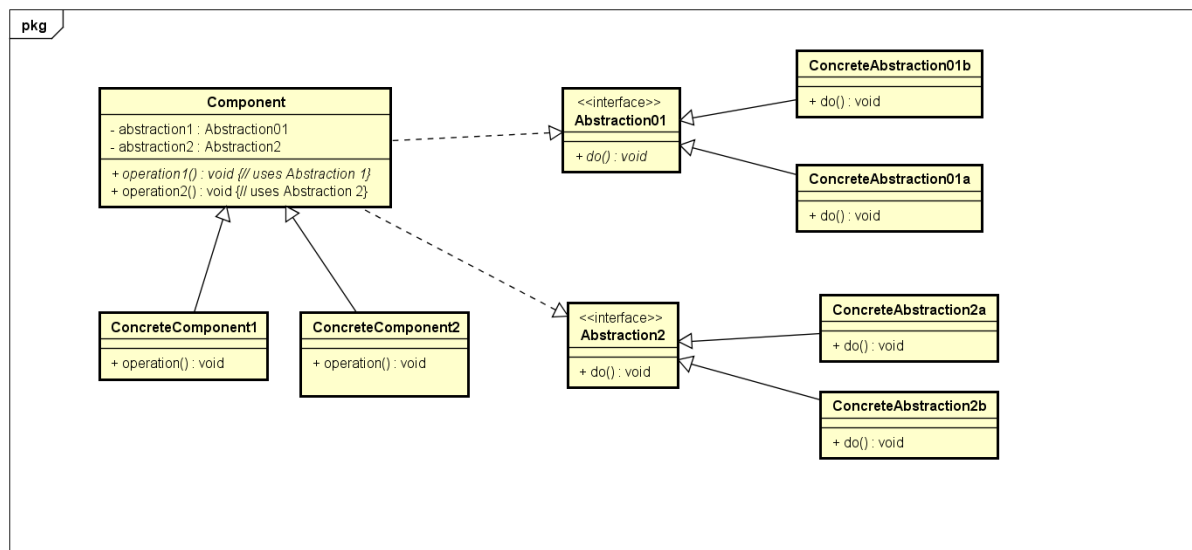 pkg
Component
- abstraction1 : Abstraction01
- abstraction2 : Abstraction2
+ operation1() : void {// uses Abstraction 1}
+ operation2() : void {// uses Abstraction 2}
<<interface>>
Abstraction01
+ do() : void
ConcreteAbstraction01b
+ do() : void
ConcreteAbstraction01a
+ do() : void
ConcreteComponent1
+ operation() : void
ConcreteComponent2
+ operation() : void
<<interface>>
Abstraction2
+ do() : void
ConcreteAbstraction2a
+ do() : void
ConcreteAbstraction2b
+ do() : void